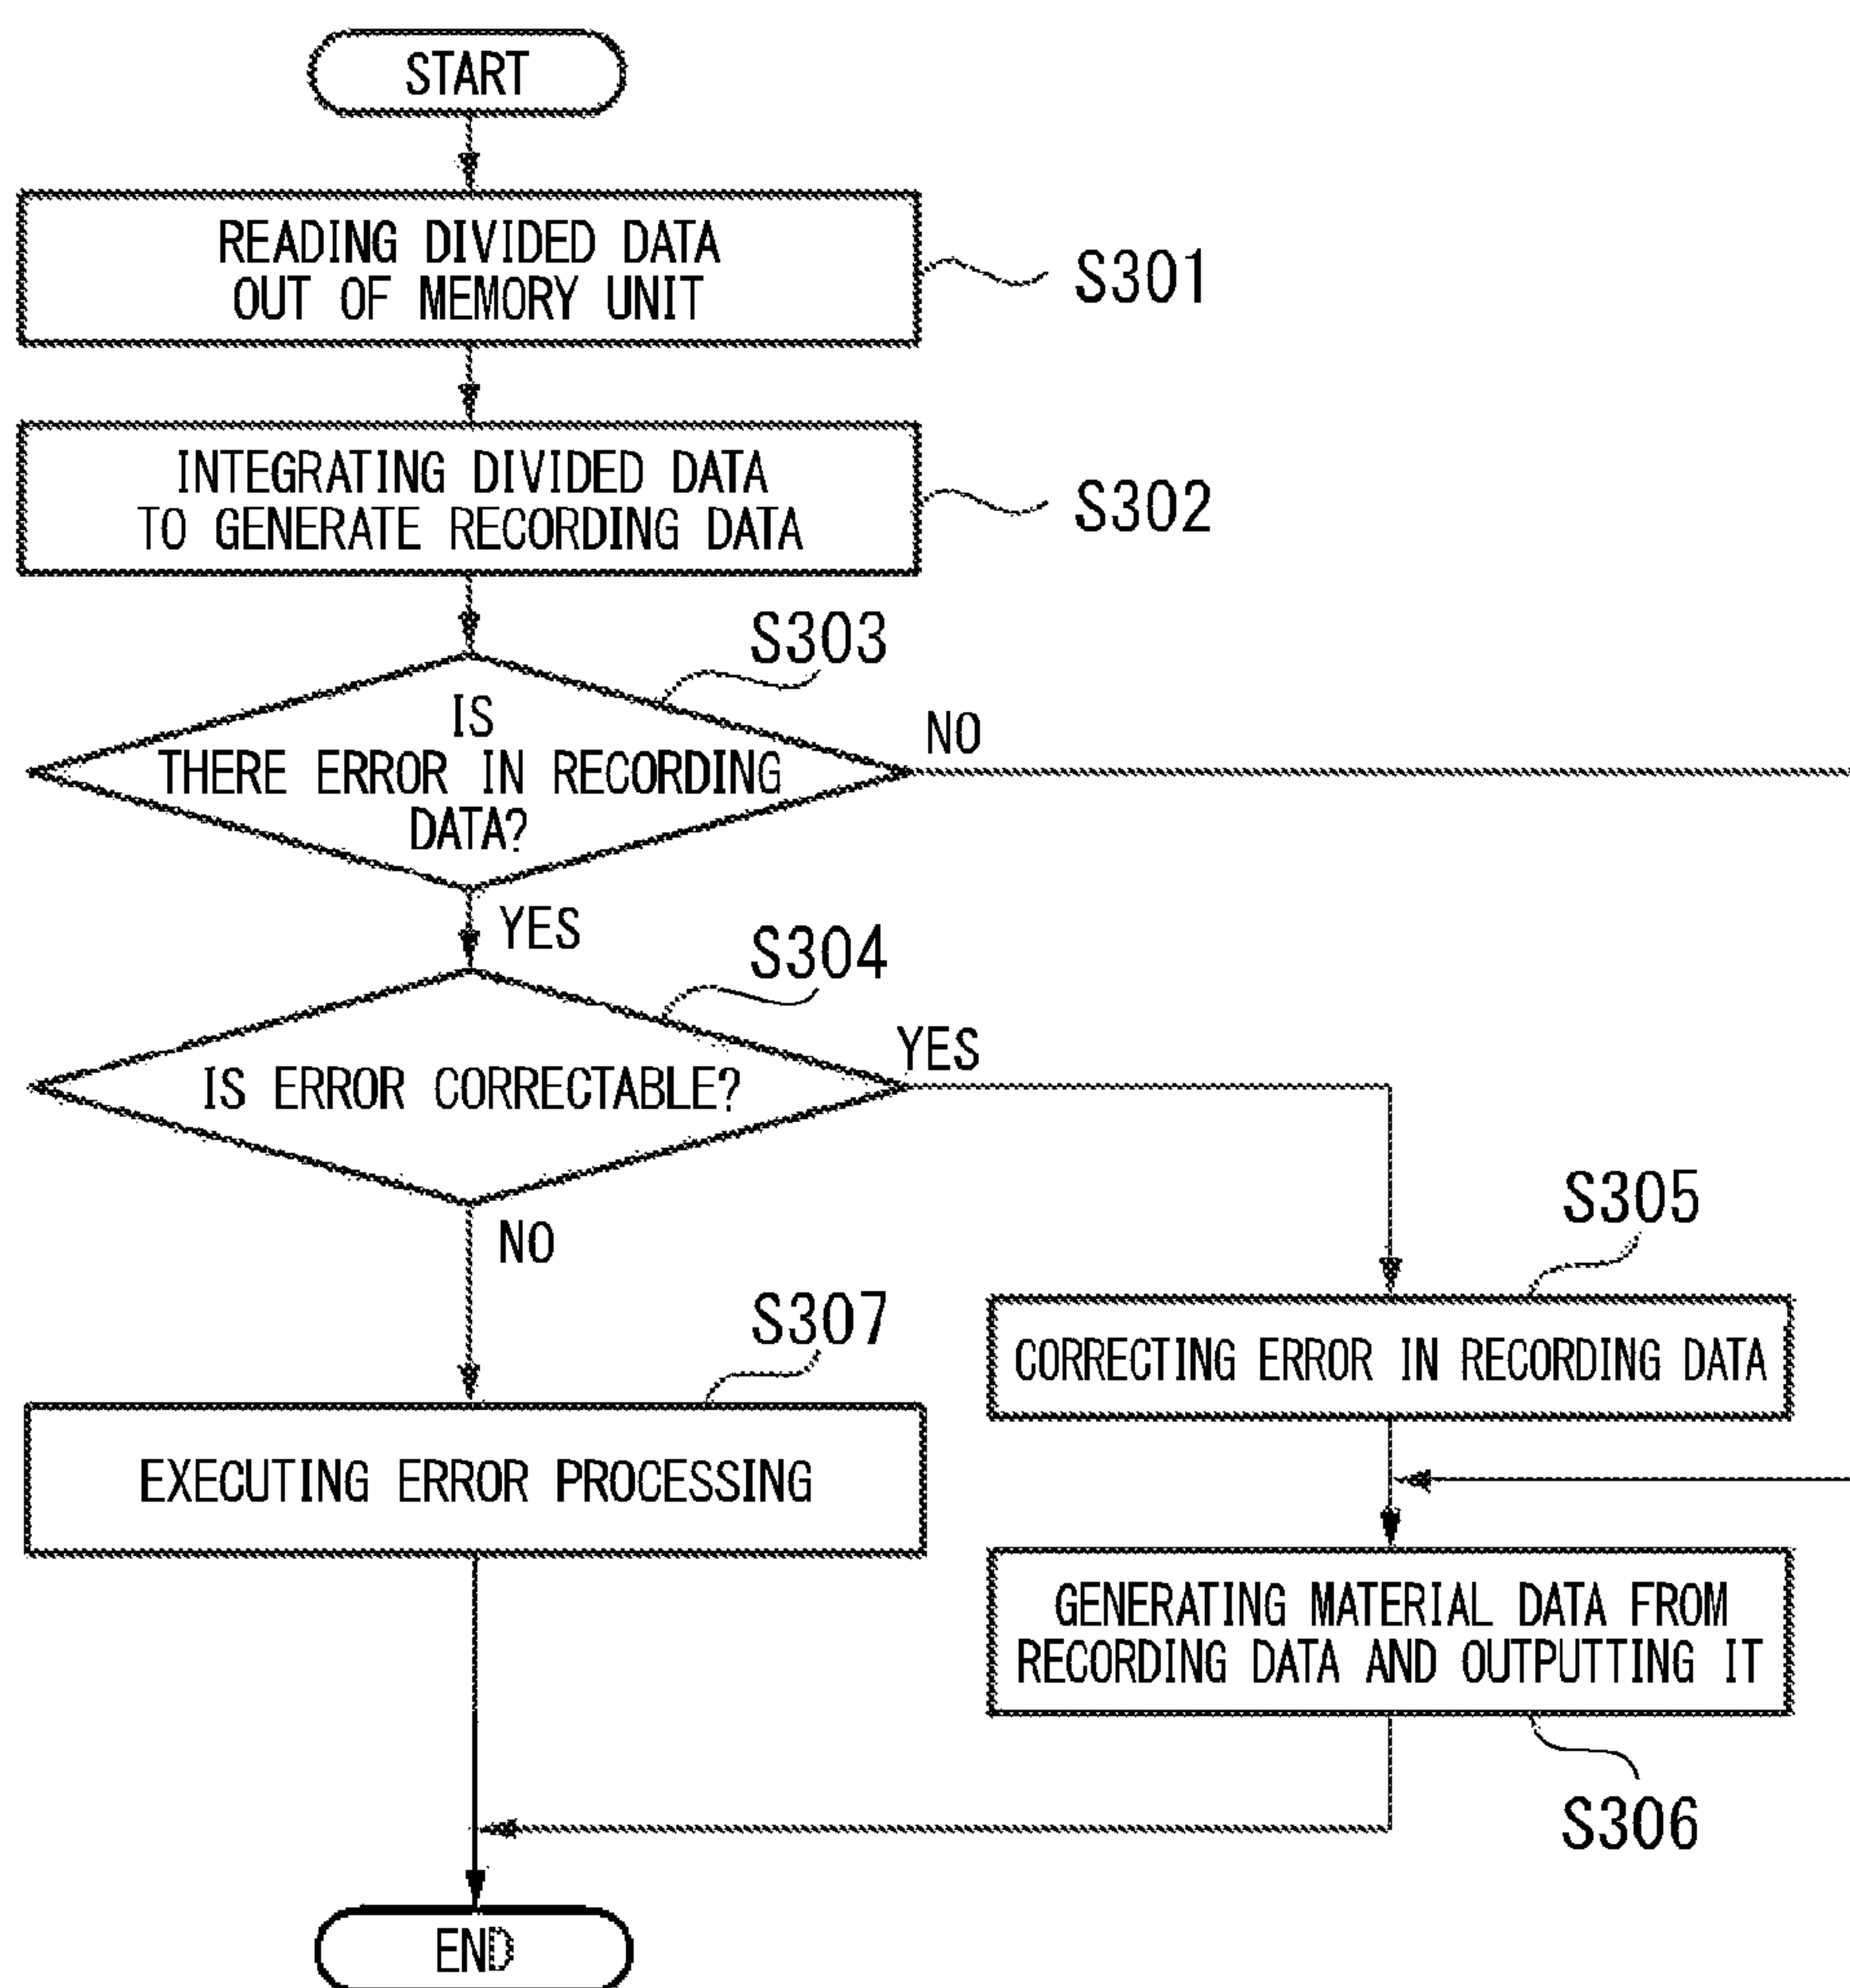 START
READING DIVIDED DATA
OUT OF MEMORY UNIT
S301
INTEGRATING DIVIDED DATA
TO GENERATE RECORDING DATA
S302
S303
IS
THERE ERROR IN RECORDING
DATA?
NO
YES
S304
IS ERROR CORRECTABLE?
YES
NO
S305
CORRECTING ERROR IN RECORDING DATA
S307
EXECUTING ERROR PROCESSING
GENERATING MATERIAL DATA FROM
RECORDING DATA AND OUTPUTTING IT
S306
END